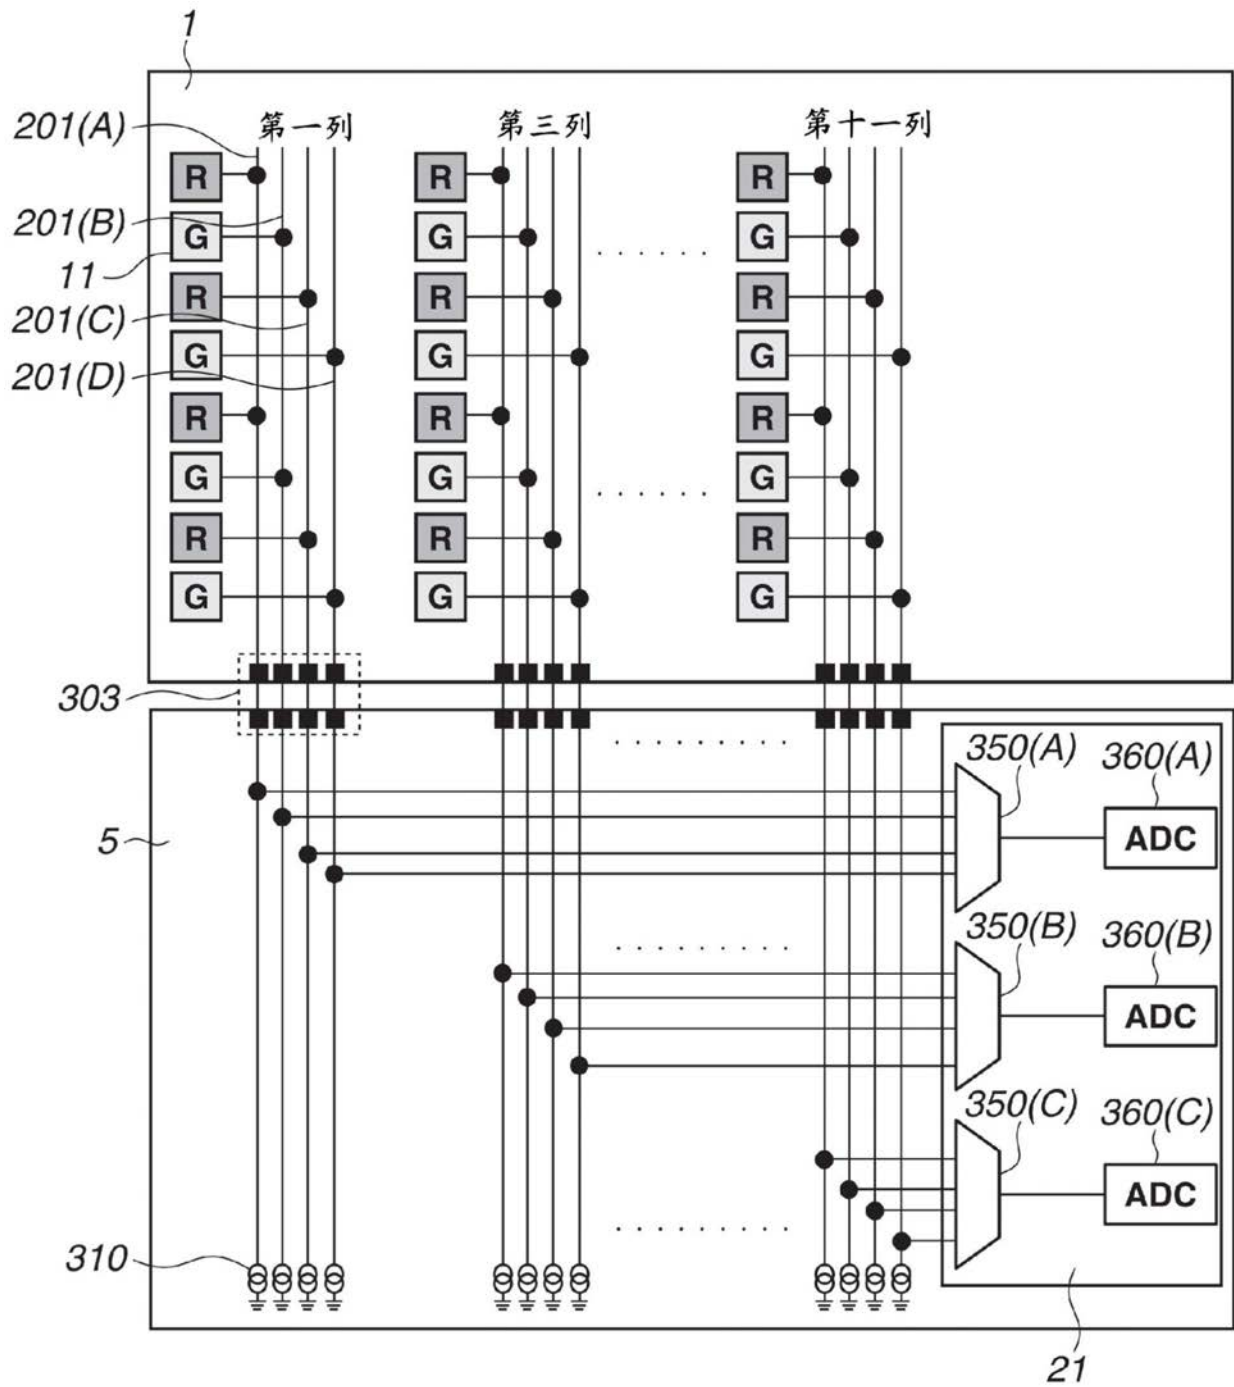 1
201(A) 第一列 第三列 第十一列
R R R
201(B)
G G G
11
R R R
201(C)
G G G
201(D)
R R R
G G G
R R R
G G G
303
350(A) 360(A)
5 ADC
350(B) 360(B)
ADC
350(C) 360(C)
ADC
310
21